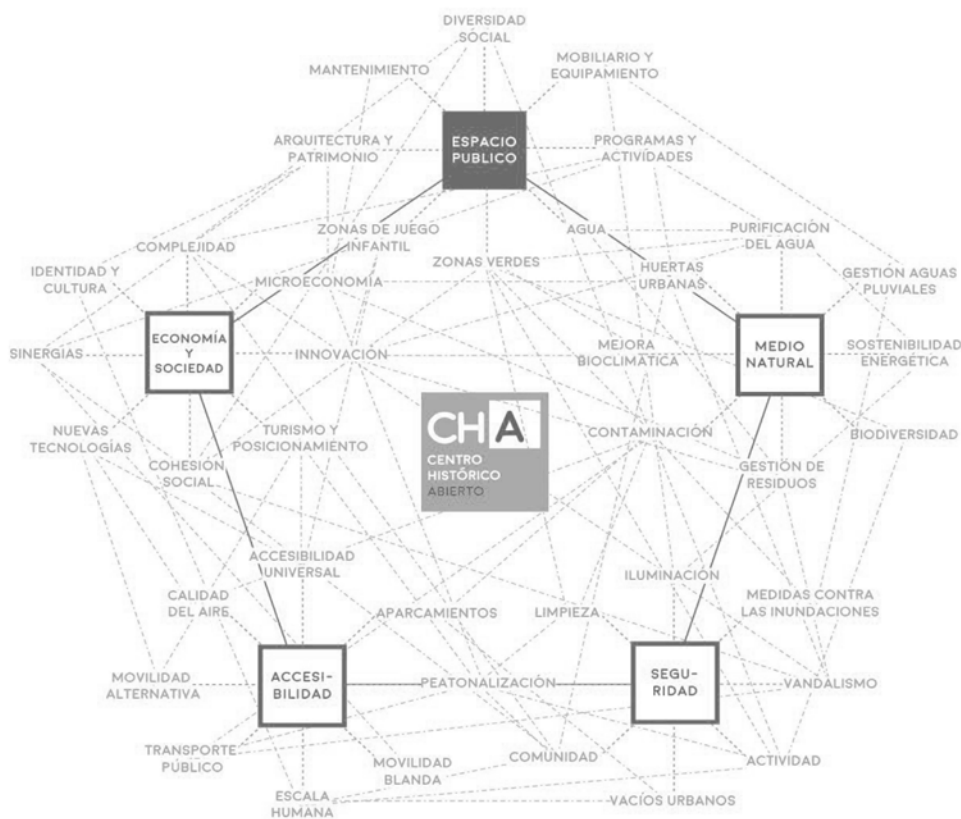 DIVERSIDAD
SOCIAL
MOBILIARIO Y
EQUIPAMIENTO
MANTENIMIENTO
ARQUITECTURA Y
PATRIMONIO
ESPACIO
PUBLICO
PROGRAMAS Y
ACTIVIDADES
ZONAS DE JUEGO
INFANTIL
AGUA
PURIFICACIÓN
DEL AGUA
COMPLEJIDAD
IDENTIDAD Y
CULTURA
MICROECONOMÍA
ZONAS VERDES
HUERTAS
URBANAS
GESTIÓN AGUAS
PLUVIALES
SINERGIAS
ECONOMÍA
Y
SOCIEDAD
INNOVACIÓN
MEJORA
BIOCLIMÁTICA
MEDIO
NATURAL
SOSTENIBILIDAD
ENERGÉTICA
NUEVAS
TECNOLOGÍAS
TURISMO Y
POSICIONAMIENTO
CHA
CENTRO
HISTÓRICO
ABIERTO
CONTAMINACIÓN
BIODIVERSIDAD
COHESIÓN
SOCIAL
GESTIÓN DE
RESIDUOS
ACCESIBILIDAD
UNIVERSAL
ILUMINACIÓN
CALIDAD
DEL AIRE
APARCAMIENTOS
LIMPIEZA
MEDIDAS CONTRA
LAS INUNDACIONES
MOVILIDAD
ALTERNATIVA
ACCESI-
BILIDAD
PEATONALIZACIÓN
SEGU-
RIDAD
VANDALISMO
TRANSPORTE
PÚBLICO
MOVILIDAD
BLANDA
COMUNIDAD
ACTIVIDAD
ESCALA
HUMANA
VACÍOS URBANOS